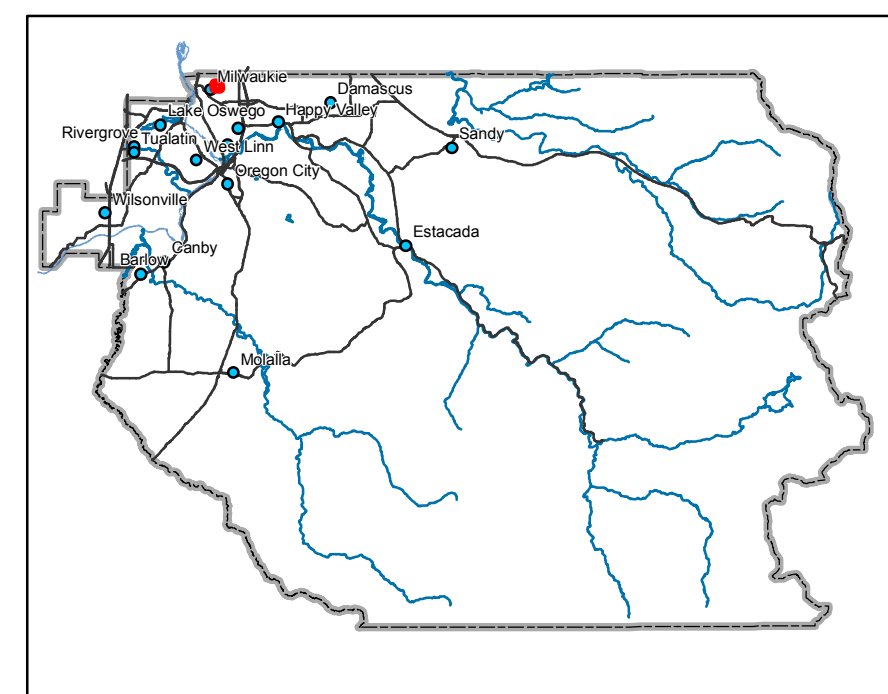 Milwaukie
Damascus
Lake Oswego
Happy Valley
Rivergrove
Tualatin
Sandy
West Linn
Oregon City
Wilsonville
Estacada
Canby
Barlow
Molalla